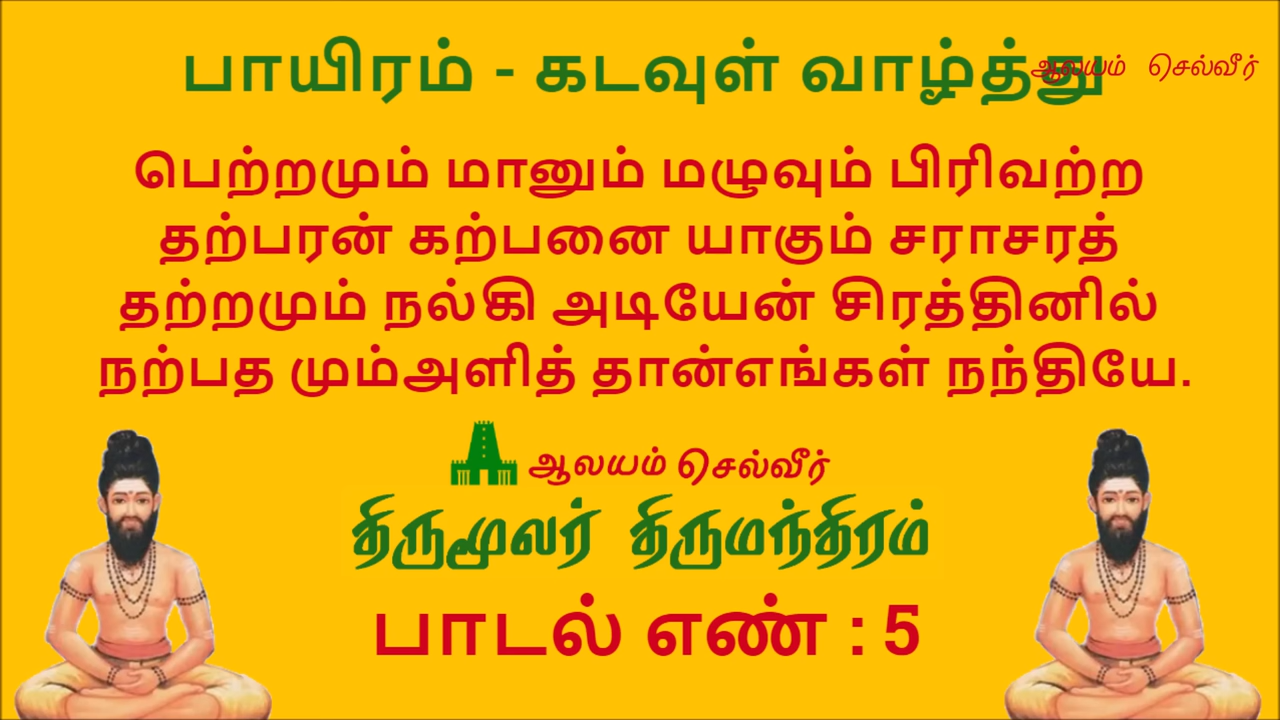 பாயிரம் - கடவுள் வாழ்த்து
ஆலயம் செல்வீர்
பெற்றமும் மானும் மழுவும் பிரிவற்ற
தற்பரன் கற்பனை யாகும் சராசரத்
தற்றமும் நல்கி அடியேன் சிரத்தினில்
நற்பத மும்அளித் தான்எங்கள் நந்தியே.
ஆலயம் செல்வீர்
திருமூலர் திருமந்திரம்
பாடல் எண் : 5